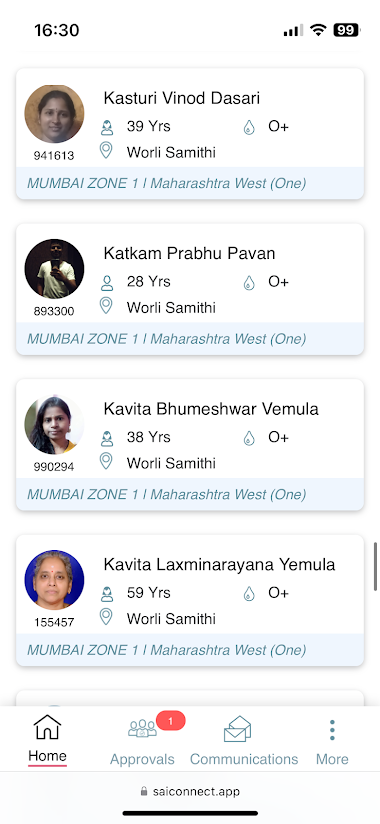 16:30
99
Kasturi Vinod Dasari
39 Yrs O+
941613
Worli Samithi
MUMBAI ZONE 1 | Maharashtra West (One)
Katkam Prabhu Pavan
28 Yrs O+
893300
Worli Samithi
MUMBAI ZONE 1 | Maharashtra West (One)
Kavita Bhumeshwar Vemula
38 Yrs O+
990294
Worli Samithi
MUMBAI ZONE 1 | Maharashtra West (One)
Kavita Laxminarayana Yemula
59 Yrs O+
155457
Worli Samithi
MUMBAI ZONE 1 | Maharashtra West (One)
1
Home Approvals Communications More
saiconnect.app